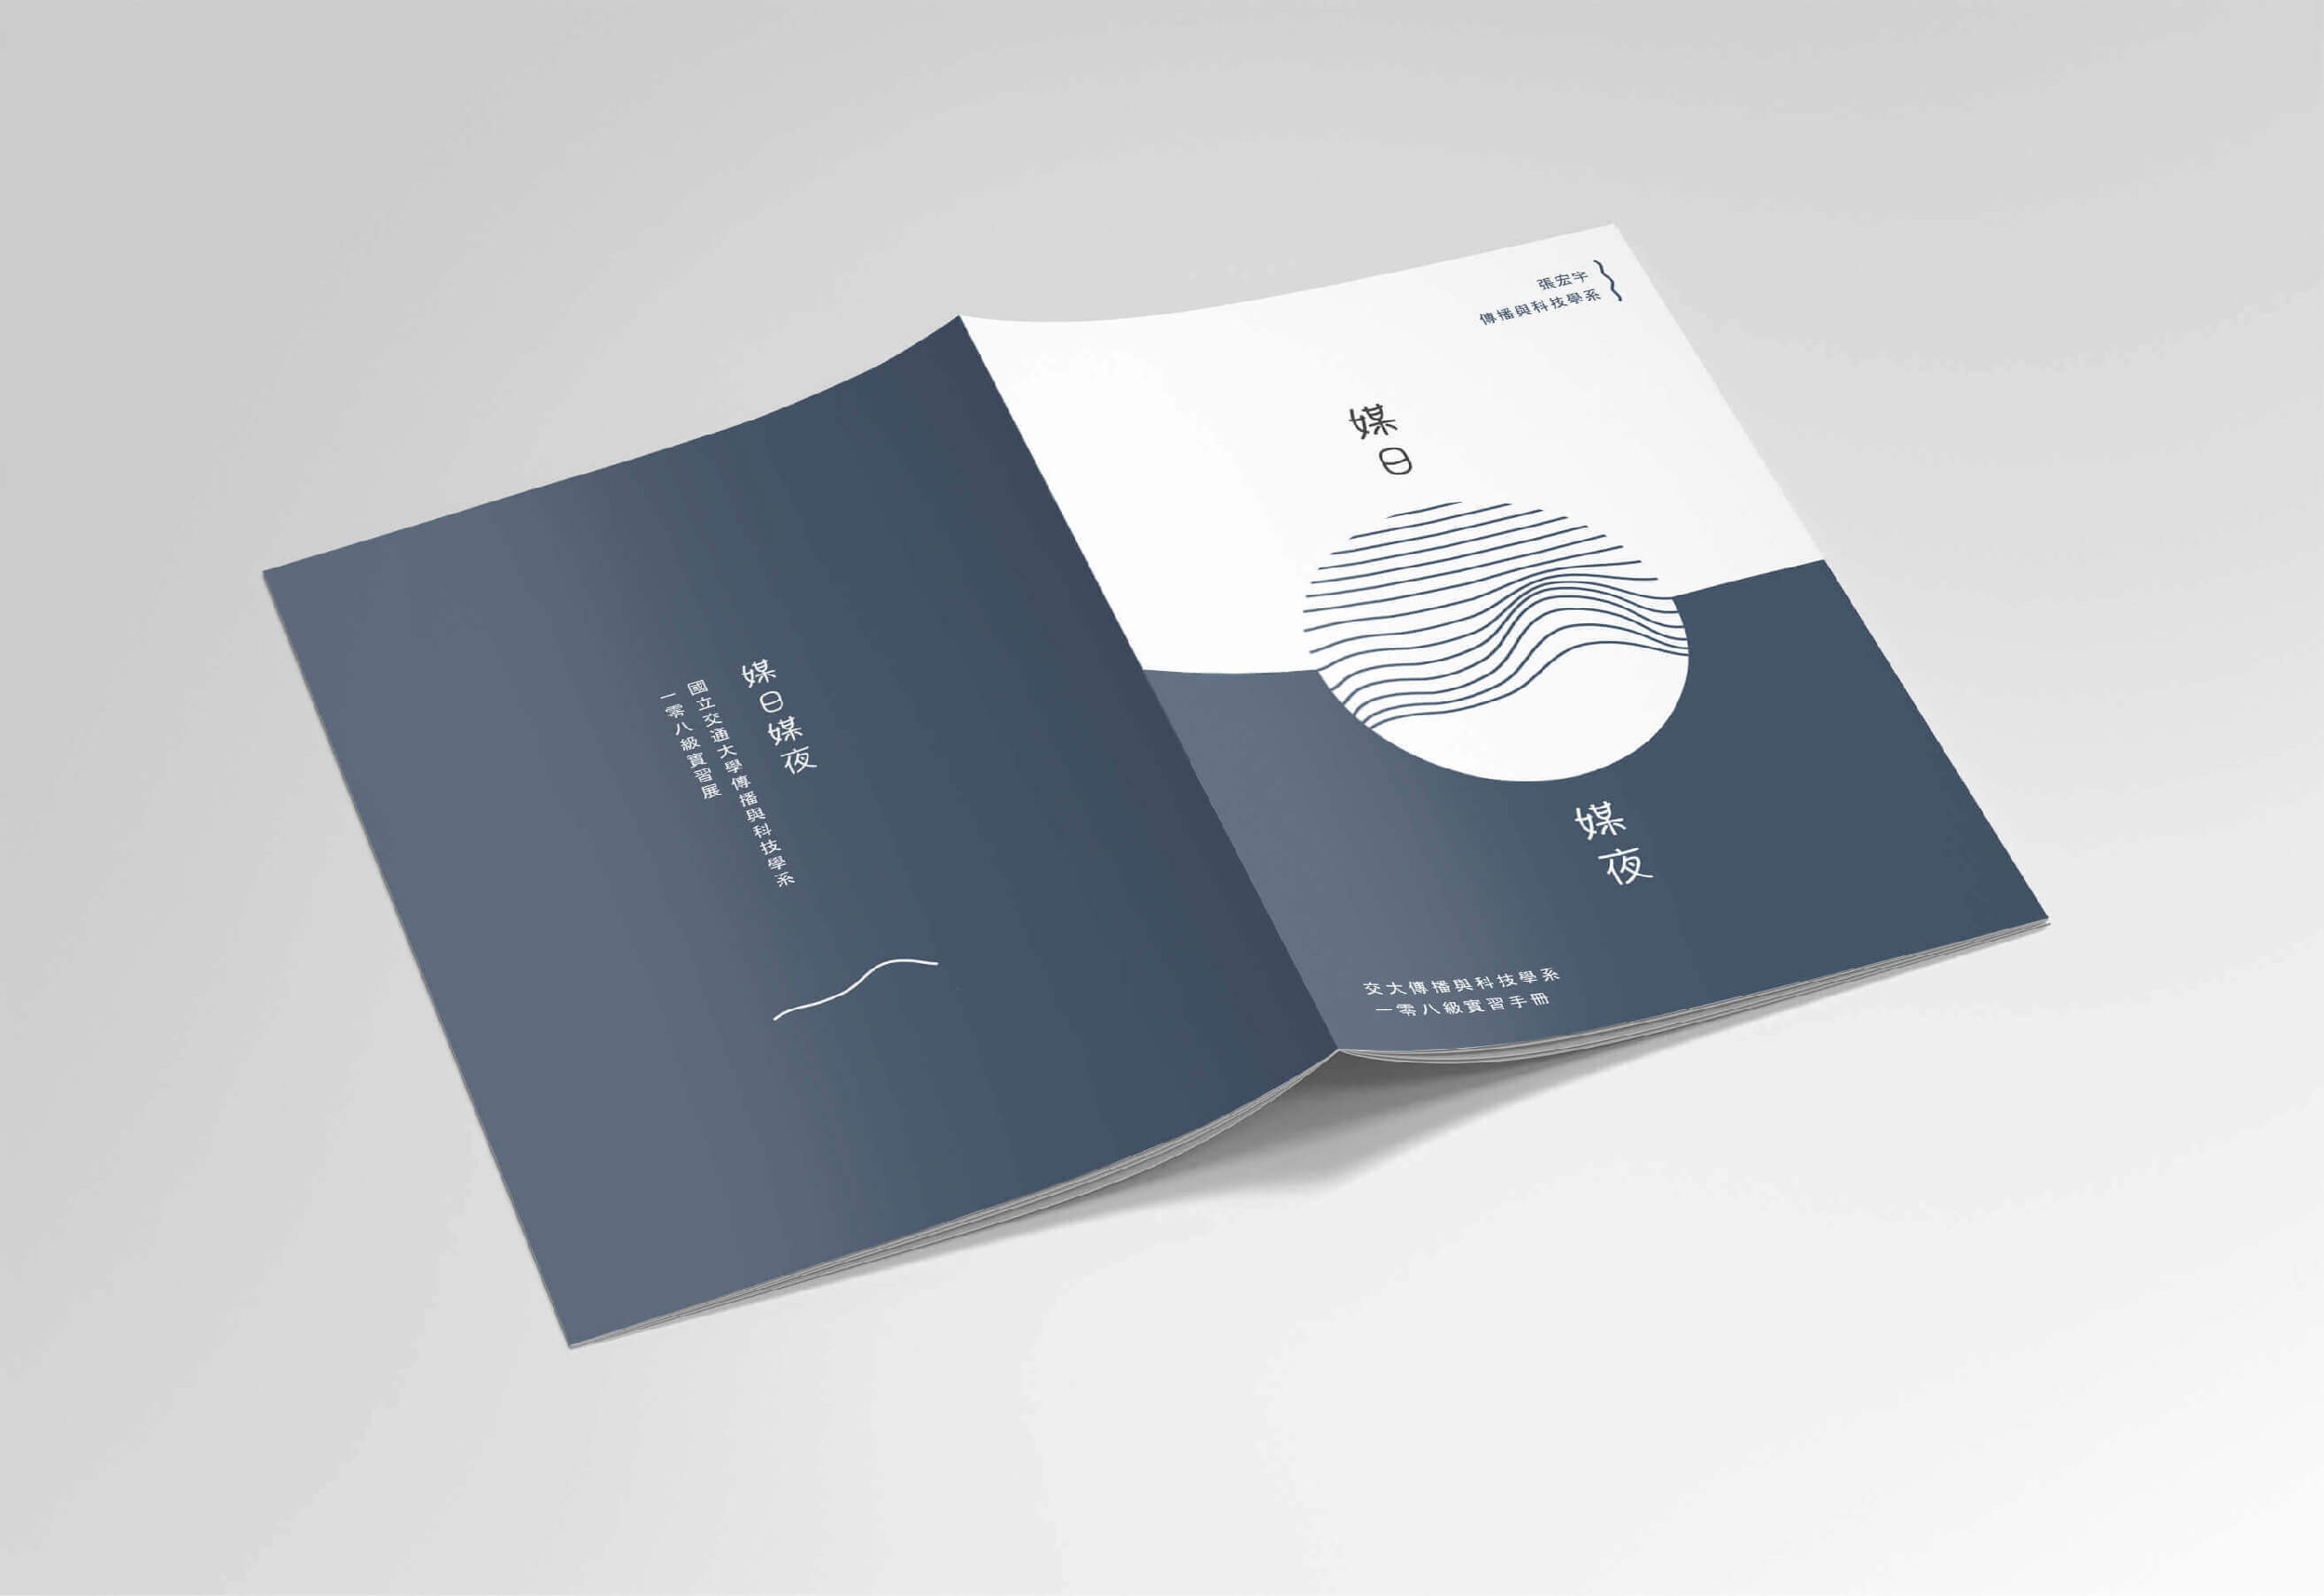 張宏宇
傳播與科技學系
媒日
媒夜
交大傳播與科技學系
一零八級實習手冊
媒日媒夜
國立交通大學傳播與科技學系
一零八級實習展